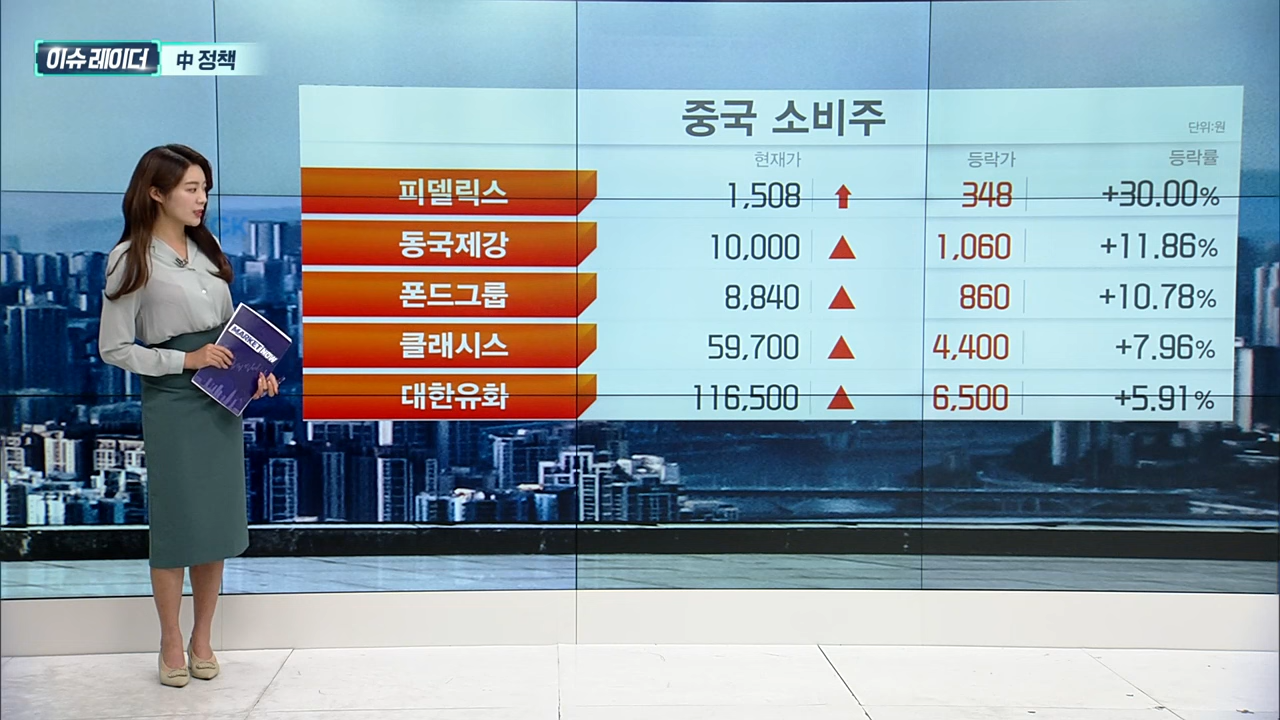 이슈레이더 中 정책
중국 소비주
단위:원
현재가 등락가 등락률
피델릭스 1,508 348 +30.00%
동국제강 10,000 ▲ 1,060 +11.86%
폰드그룹 8,840 ▲ 860 +10.78%
클래시스 59,700 ▲ 4,400 +7.96%
대한유화 116,500 ▲ 6,500 +5.91%
MARKET NOW